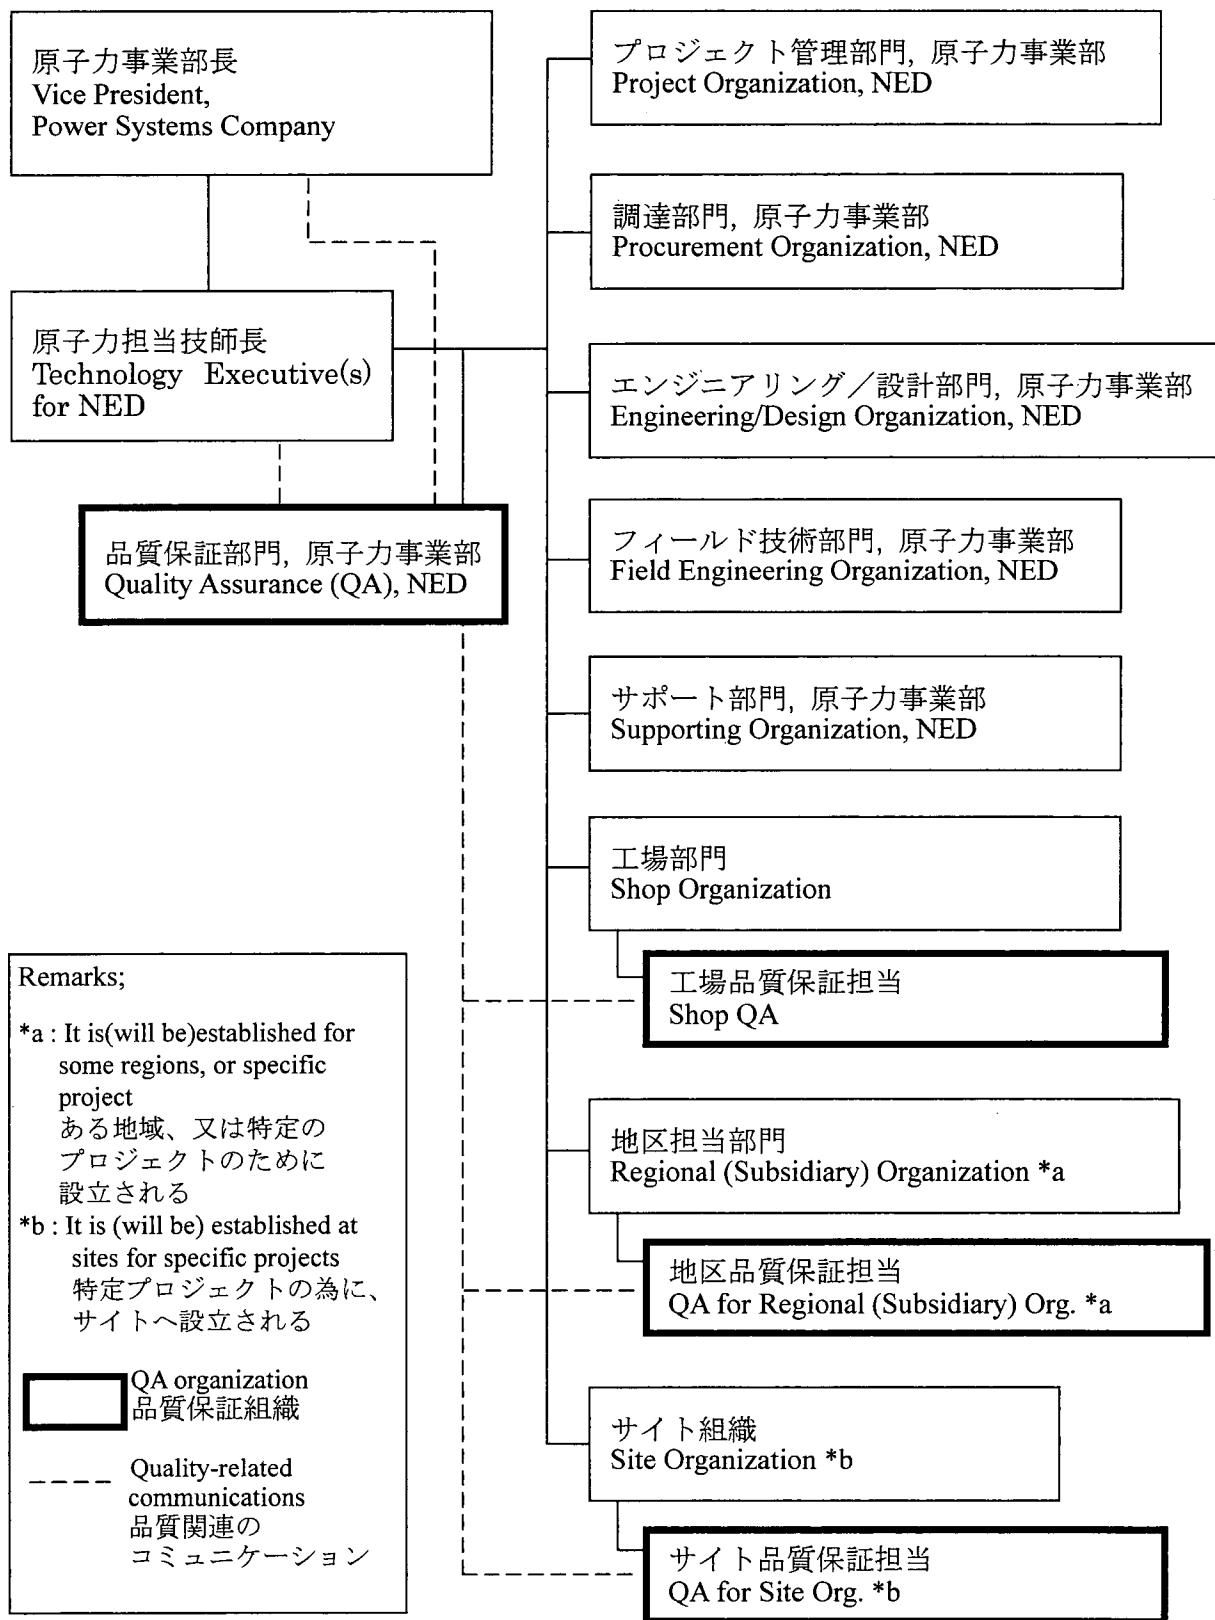 原子力事業部長
Vice President,
Power Systems Company
プロジェクト管理部門, 原子力事業部
Project Organization, NED
調達部門, 原子力事業部
Procurement Organization, NED
原子力担当技師長
Technology Executive(s)
for NED
エンジニアリング／設計部門, 原子力事業部
Engineering/Design Organization, NED
品質保証部門, 原子力事業部
Quality Assurance (QA), NED
フィールド技術部門, 原子力事業部
Field Engineering Organization, NED
サポート部門, 原子力事業部
Supporting Organization, NED
工場部門
Shop Organization
工場品質保証担当
Shop QA
地区担当部門
Regional (Subsidiary) Organization *a
地区品質保証担当
QA for Regional (Subsidiary) Org. *a
サイト組織
Site Organization *b
サイト品質保証担当
QA for Site Org. *b
Remarks;
*a : It is(will be)established for
some regions, or specific
project
ある地域、又は特定の
プロジェクトのために
設立される
*b : It is (will be) established at
sites for specific projects
特定プロジェクトの為に、
サイトへ設立される
QA organization
品質保証組織
Quality-related
communications
品質関連の
コミュニケーション